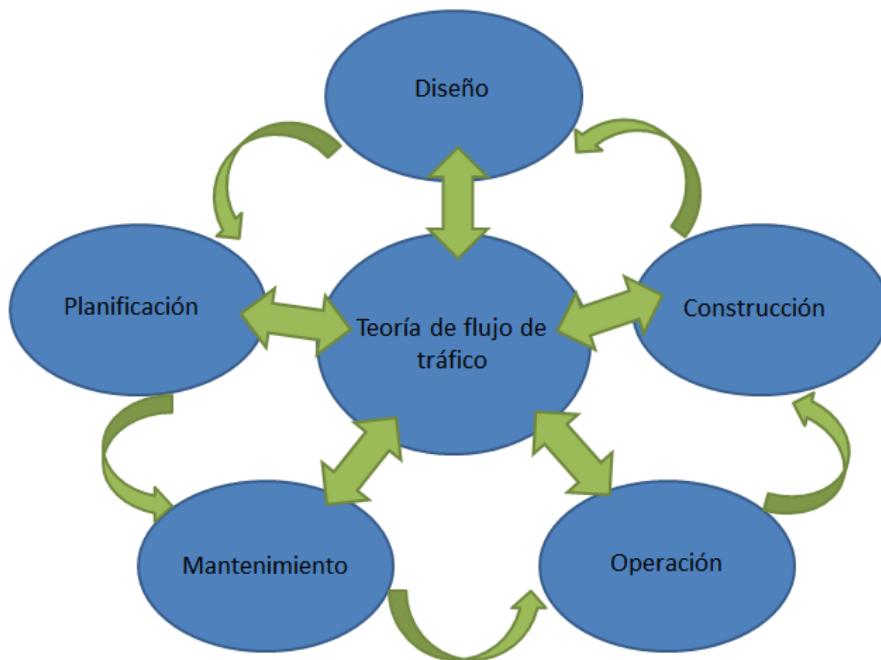 Diseño
Planificación
Teoría de flujo de
tráfico
Construcción
Mantenimiento
Operación